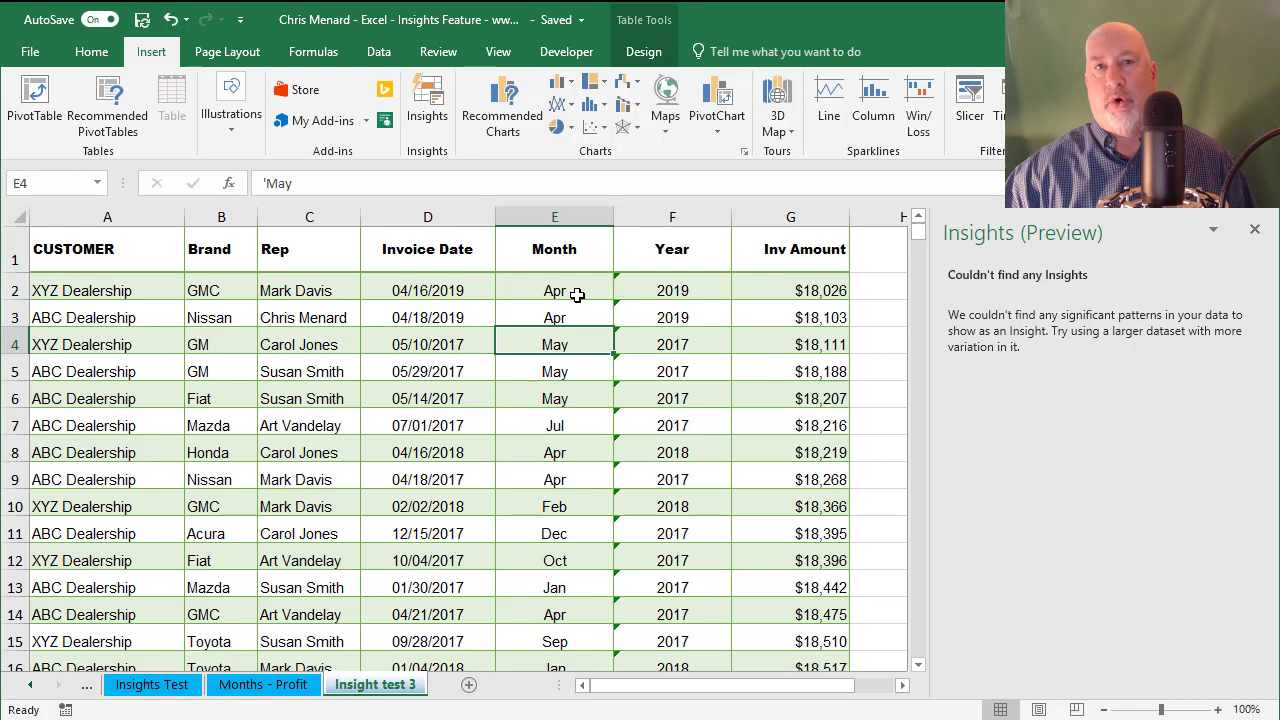 AutoSave On Chris Menard - Excel - Insights Feature - ww... - Saved Table Tools
File Home Insert Page Layout Formulas Data Review View Developer Design Tell me what you want to do
PivotTable Recommended PivotTables Table Illustrations Store My Add-ins Insights Recommended Charts Maps PivotChart 3D Map Line Column Win/Loss Slicer
Tables Add-ins Insights Charts Tours Sparklines
E4 fx 'May
A B C D E F G H
1 CUSTOMER Brand Rep Invoice Date Month Year Inv Amount
2 XYZ Dealership GMC Mark Davis 04/16/2019 Apr 2019 $18,026
3 ABC Dealership Nissan Chris Menard 04/18/2019 Apr 2019 $18,103
4 XYZ Dealership GM Carol Jones 05/10/2017 May 2017 $18,111
5 ABC Dealership GM Susan Smith 05/29/2017 May 2017 $18,188
6 ABC Dealership Fiat Susan Smith 05/14/2017 May 2017 $18,207
7 ABC Dealership Mazda Art Vandelay 07/01/2017 Jul 2017 $18,216
8 ABC Dealership Honda Carol Jones 04/16/2018 Apr 2018 $18,219
9 ABC Dealership Nissan Mark Davis 04/18/2017 Apr 2017 $18,268
10 XYZ Dealership GMC Mark Davis 02/02/2018 Feb 2018 $18,366
11 ABC Dealership Acura Carol Jones 12/15/2017 Dec 2017 $18,395
12 XYZ Dealership Fiat Art Vandelay 10/04/2017 Oct 2017 $18,396
13 ABC Dealership Mazda Susan Smith 01/30/2017 Jan 2017 $18,442
14 ABC Dealership GMC Art Vandelay 04/21/2017 Apr 2017 $18,475
15 XYZ Dealership Toyota Susan Smith 09/28/2017 Sep 2017 $18,510
16 ABC Dealership Toyota Mark Davis 01/04/2018 Jan 2018 $18,517
Insights (Preview)
Couldn't find any Insights
We couldn't find any significant patterns in your data to
show as an Insight. Try using a larger dataset with more
variation in it.
... Insights Test Months - Profit Insight test 3
Ready 100%